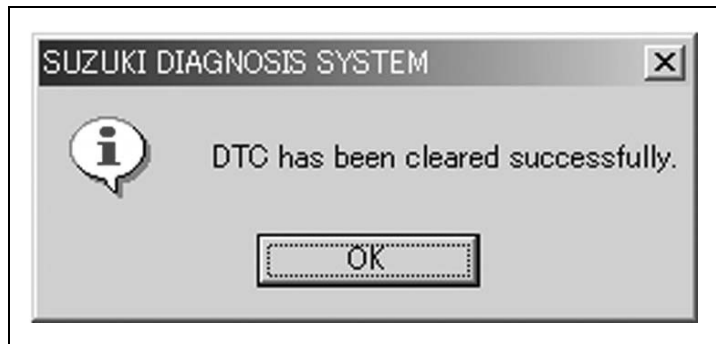 SUZUKI DIAGNOSIS SYSTEM
DTC has been cleared successfully.
OK